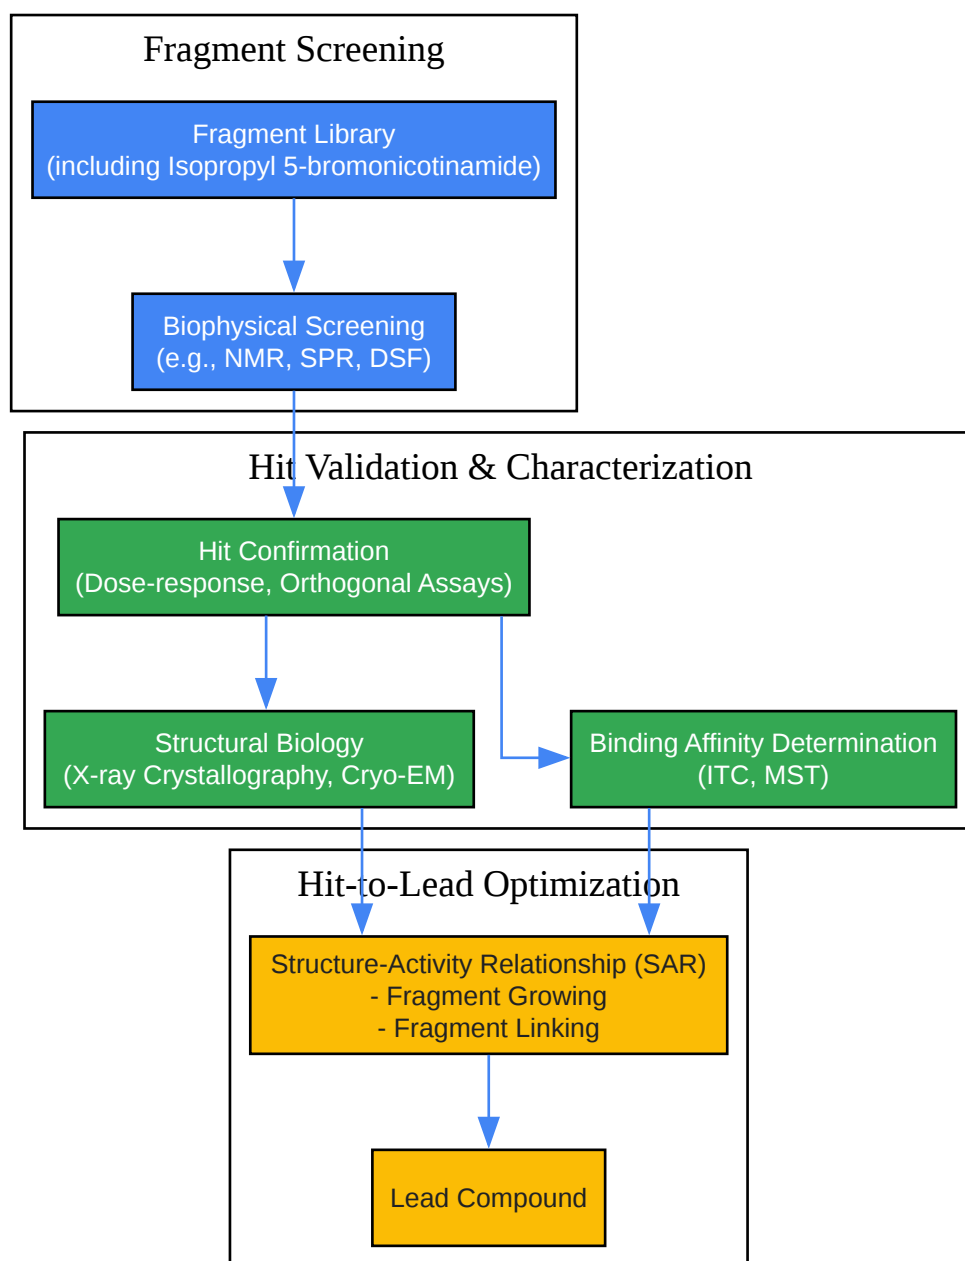 Fragment Screening
Fragment Library
(including Isopropyl 5-bromonicotinamide)
Biophysical Screening
(e.g., NMR, SPR, DSF)
Hit Validation & Characterization
Hit Confirmation
(Dose-response, Orthogonal Assays)
Structural Biology
(X-ray Crystallography, Cryo-EM)
Binding Affinity Determination
(ITC, MST)
Hit-to-Lead Optimization
Structure-Activity Relationship (SAR)
- Fragment Growing
- Fragment Linking
Lead Compound